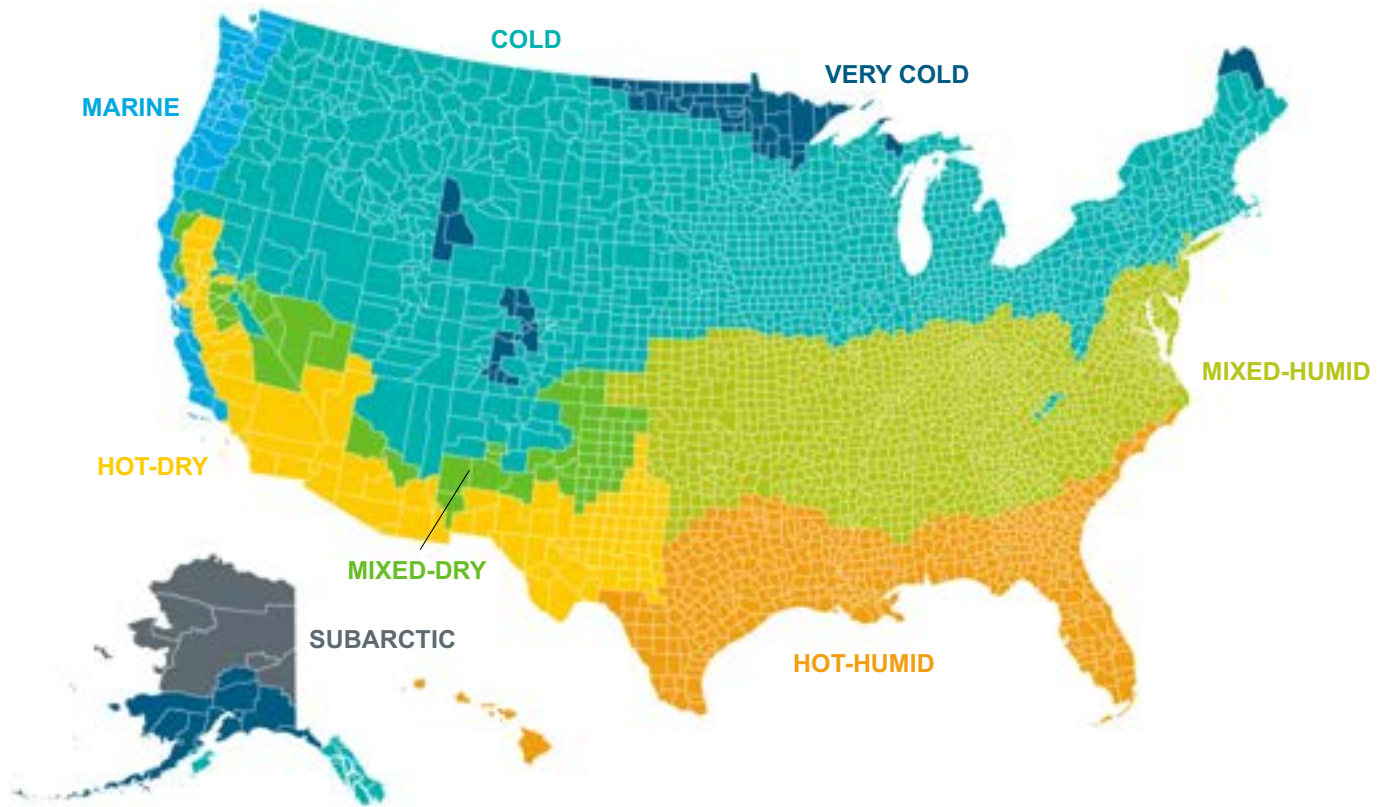 COLD
VERY COLD
MARINE
MIXED-HUMID
HOT-DRY
MIXED-DRY
SUBARCTIC
HOT-HUMID